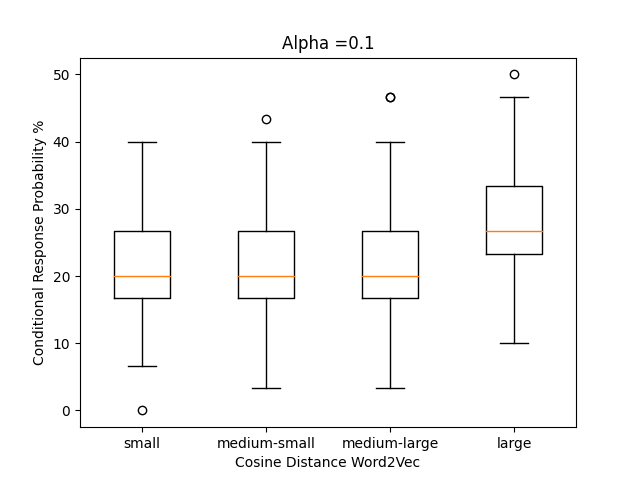 Alpha =0.1
Conditional Response Probability %
50
40
30
20
10
0
small medium-small medium-large large
Cosine Distance Word2Vec